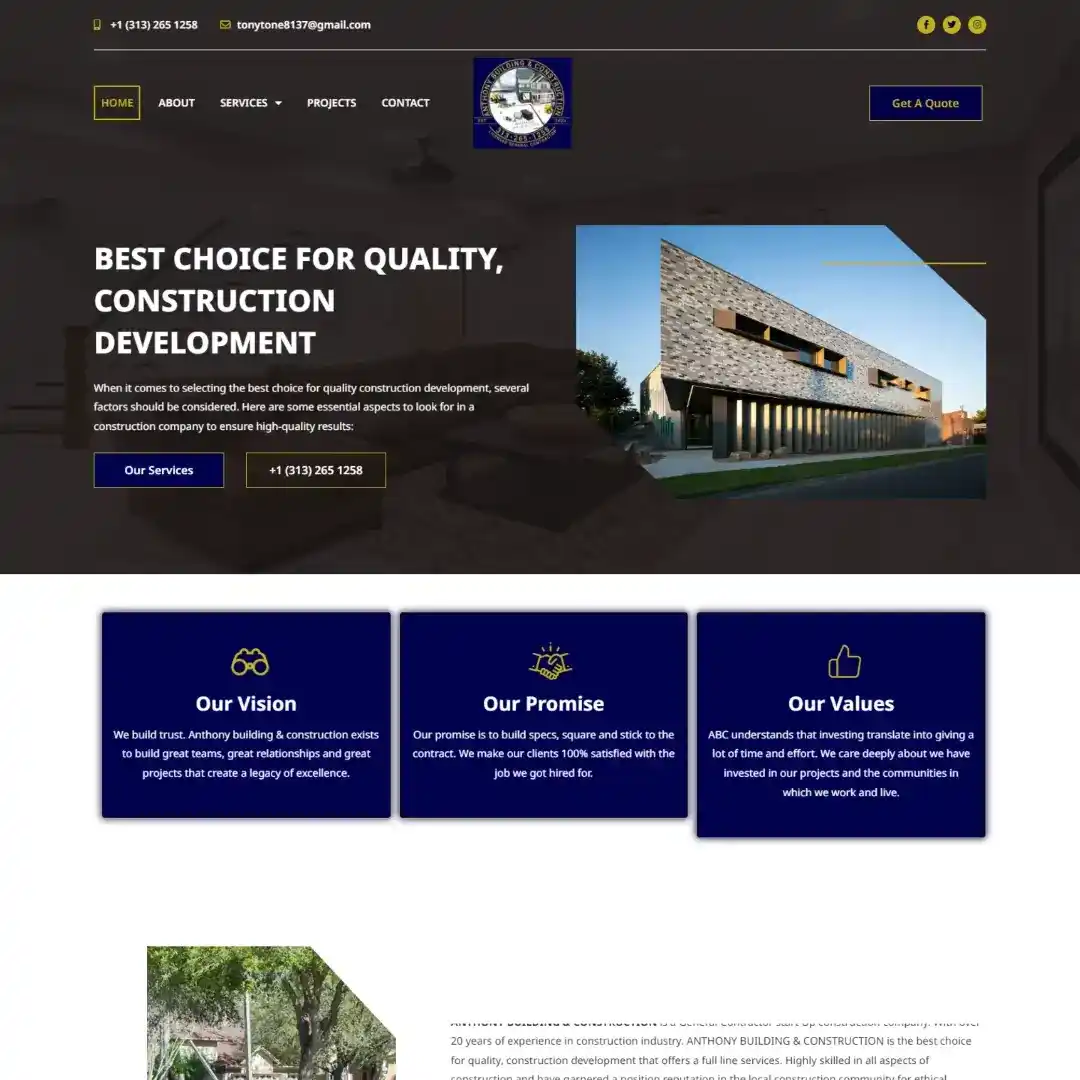 +1 (313) 265 1258
tonytone8137@gmail.com
HOME
ABOUT
SERVICES
PROJECTS
CONTACT
ANTHONY BUILDING & CONSTRUCTION
313-265-1258
Get A Quote
BEST CHOICE FOR QUALITY,
CONSTRUCTION
DEVELOPMENT
When it comes to selecting the best choice for quality construction development, several
factors should be considered. Here are some essential aspects to look for in a
construction company to ensure high-quality results:
Our Services
+1 (313) 265 1258
Our Vision
We build trust. Anthony building & construction exists
to build great teams, great relationships and great
projects that create a legacy of excellence.
Our Promise
Our promise is to build specs, square and stick to the
contract. We make our clients 100% satisfied with the
job we got hired for.
Our Values
ABC understands that investing translate into giving a
lot of time and effort. We care deeply about we have
invested in our projects and the communities in
which we work and live.
ANTHONY BUILDING & CONSTRUCTION is a General Contractor start Up construction company. With over
20 years of experience in construction industry. ANTHONY BUILDING & CONSTRUCTION is the best choice
for quality, construction development that offers a full line services. Highly skilled in all aspects of
construction and have garnered a position reputation in the local construction community for ethical